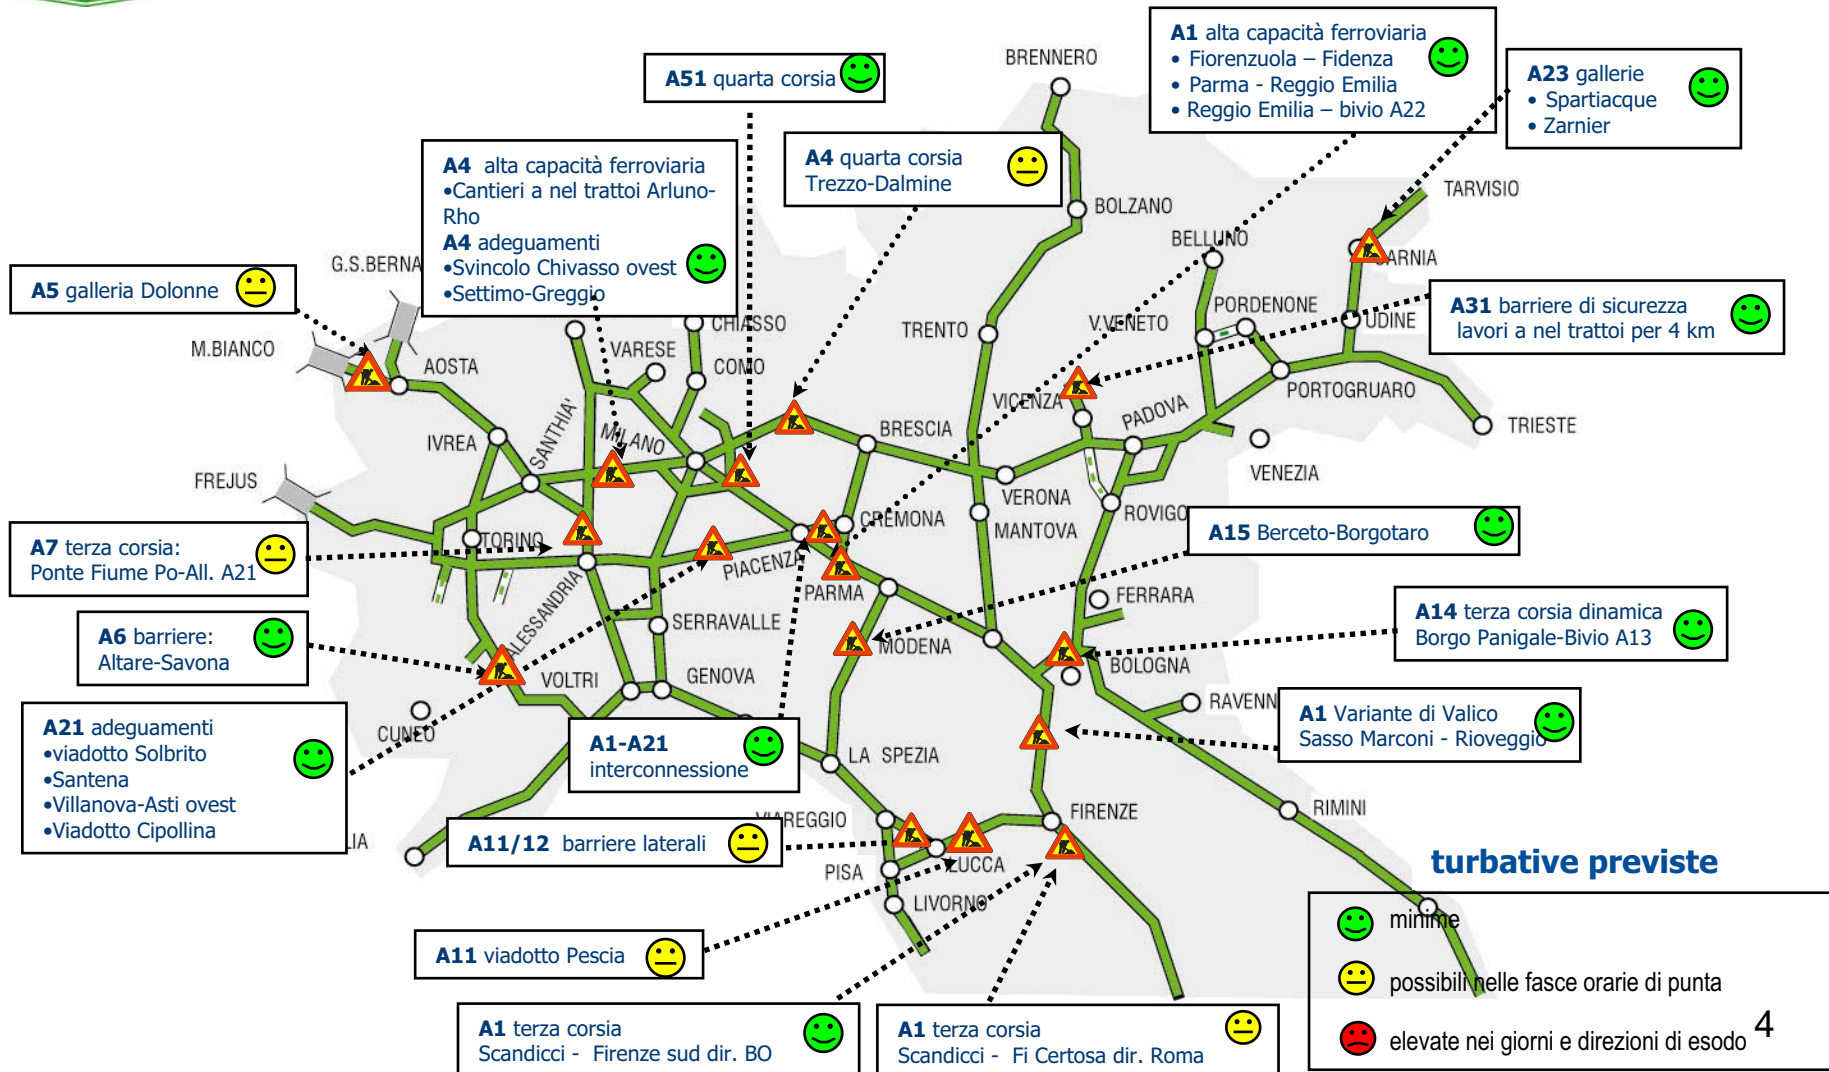 A1 alta capacità ferroviaria
• Fiorenzuola – Fidenza
• Parma - Reggio Emilia
• Reggio Emilia – bivio A22
A23 gallerie
• Spartiacque
• Zarnier
A51 quarta corsia
A4 quarta corsia
Trezzo-Dalmine
A4 alta capacità ferroviaria
•Cantieri a nel trattoi Arluno-
Rho
A4 adeguamenti
•Svincolo Chivasso ovest
•Settimo-Greggio
A5 galleria Dolonne
A31 barriere di sicurezza
lavori a nel trattoi per 4 km
A7 terza corsia:
Ponte Fiume Po-All. A21
A15 Berceto-Borgotaro
A6 barriere:
Altare-Savona
A14 terza corsia dinamica
Borgo Panigale-Bivio A13
A21 adeguamenti
•viadotto Solbrito
•Santena
•Villanova-Asti ovest
•Viadotto Cipollina
A1-A21
interconnessione
A1 Variante di Valico
Sasso Marconi - Rioveggio
A11/12 barriere laterali
A11 viadotto Pescia
A1 terza corsia
Scandicci - Firenze sud dir. BO
A1 terza corsia
Scandicci - Fi Certosa dir. Roma
BRENNERO
TARVISIO
BOLZANO
BELLUNO
CARNIA
G.S.BERNA
PORDENONE
CHIASSO
TRENTO
V.VENETO
UDINE
M.BIANCO
VARESE
AOSTA
COMO
PORTOGRUARO
VICENZA
PADOVA
TRIESTE
IVREA
SANTHIA'
MILANO
BRESCIA
VENEZIA
FREJUS
VERONA
ROVIGO
CREMONA
MANTOVA
TORINO
PIACENZA
PARMA
FERRARA
ALESSANDRIA
SERRAVALLE
MODENA
BOLOGNA
VOLTRI
GENOVA
RAVENN
CUNEO
LA SPEZIA
RIMINI
VIAREGGIO
FIRENZE
LIA
PISA
LUCCA
LIVORNO
turbative previste
minime
possibili nelle fasce orarie di punta
elevate nei giorni e direzioni di esodo
4